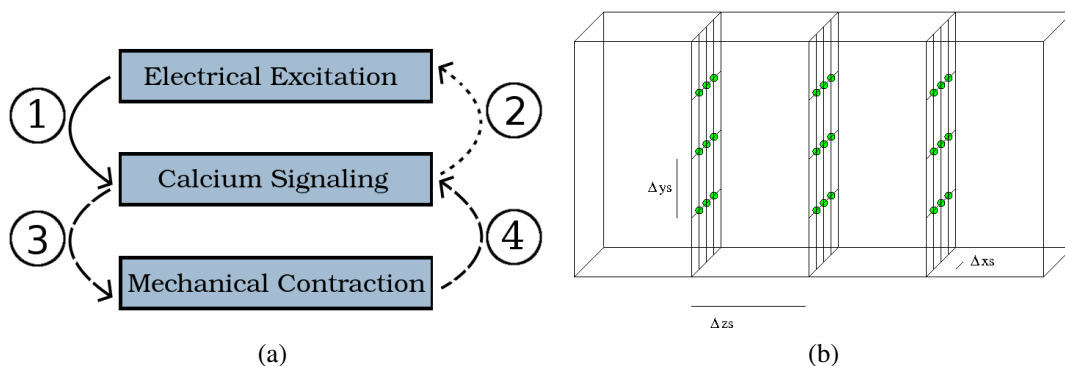 Electrical Excitation
1
2
Calcium Signaling
3
4
Mechanical Contraction
(a)
Δys
Δxs
Δzs
(b)